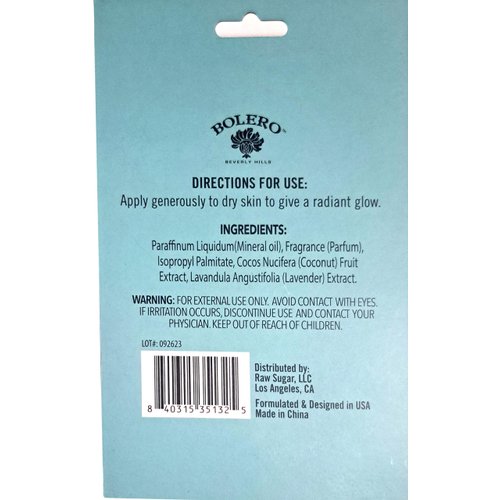 BOLERO™
BEVERLY HILLS
DIRECTIONS FOR USE:
Apply generously to dry skin to give a radiant glow.
INGREDIENTS:
Paraffinum Liquidum(Mineral oil), Fragrance (Parfum),
Isopropyl Palmitate, Cocos Nucifera (Coconut) Fruit
Extract, Lavandula Angustifolia (Lavender) Extract.
WARNING: FOR EXTERNAL USE ONLY. AVOID CONTACT WITH EYES.
IF IRRITATION OCCURS, DISCONTINUE USE AND CONTACT YOUR
PHYSICIAN. KEEP OUT OF REACH OF CHILDREN.
LOT#: 092623
8 40315 35132 5
Distributed by:
Raw Sugar, LLC
Los Angeles, CA
Formulated & Designed in USA
Made in China